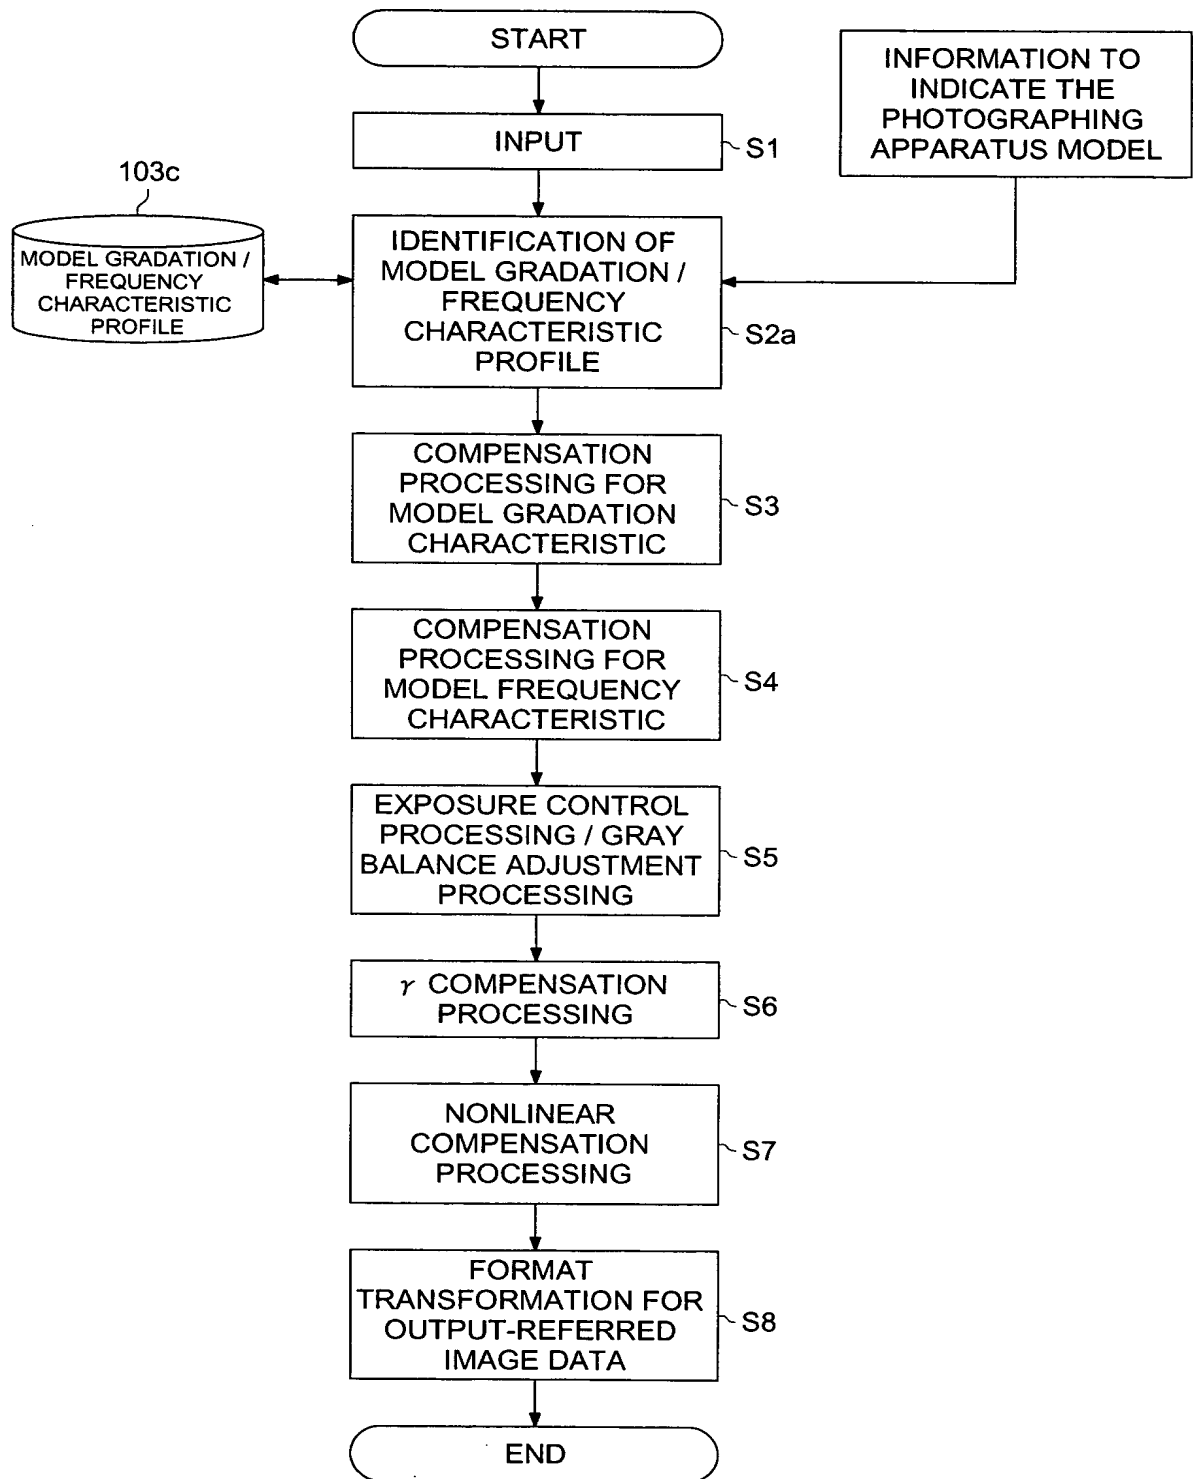 START
INFORMATION TO
INDICATE THE
PHOTOGRAPHING
APPARATUS MODEL
INPUT
S1
103c
MODEL GRADATION /
FREQUENCY
CHARACTERISTIC
PROFILE
IDENTIFICATION OF
MODEL GRADATION /
FREQUENCY
CHARACTERISTIC
PROFILE
S2a
COMPENSATION
PROCESSING FOR
MODEL GRADATION
CHARACTERISTIC
S3
COMPENSATION
PROCESSING FOR
MODEL FREQUENCY
CHARACTERISTIC
S4
EXPOSURE CONTROL
PROCESSING / GRAY
BALANCE ADJUSTMENT
PROCESSING
S5
γ COMPENSATION
PROCESSING
S6
NONLINEAR
COMPENSATION
PROCESSING
S7
FORMAT
TRANSFORMATION FOR
OUTPUT-REFERRED
IMAGE DATA
S8
END